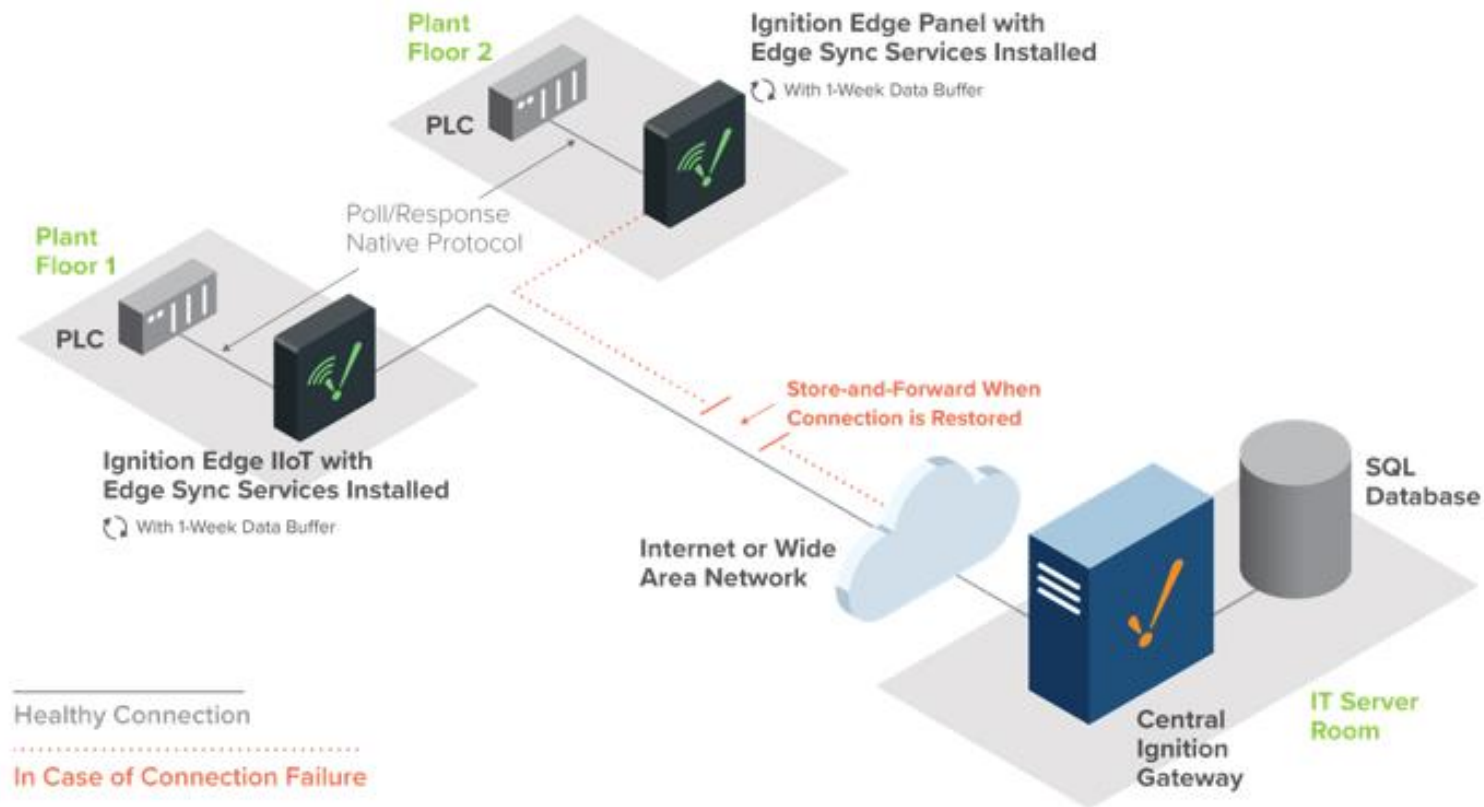 Plant
Floor 2
Ignition Edge Panel with
Edge Sync Services Installed
With 1-Week Data Buffer
PLC
Poll/Response
Native Protocol
Plant
Floor 1
PLC
Ignition Edge IIoT with
Edge Sync Services Installed
With 1-Week Data Buffer
Store-and-Forward When
Connection is Restored
Internet or Wide
Area Network
SQL
Database
Central
Ignition
Gateway
IT Server
Room
Healthy Connection
In Case of Connection Failure